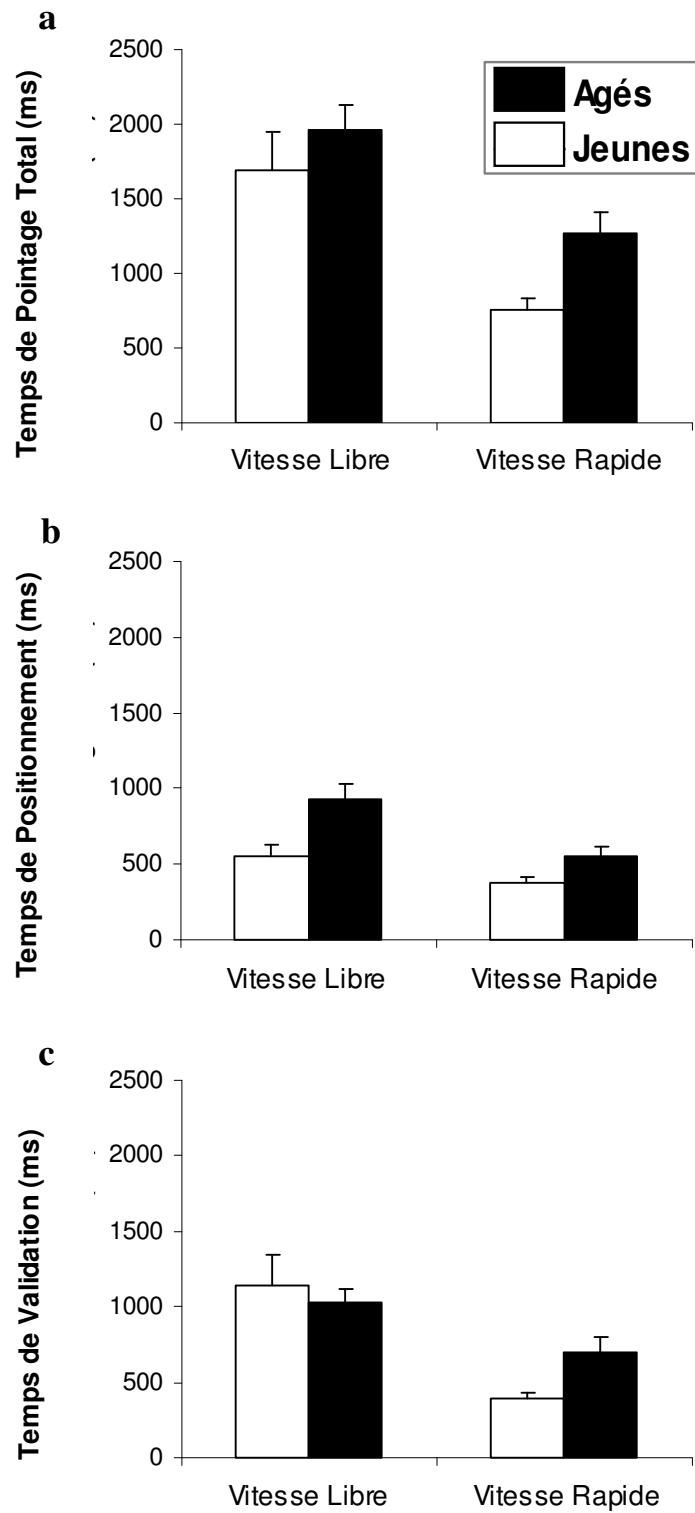 a
Temps de Pointage Total (ms)
2500
2000
1500
1000
500
0
Agés
Jeunes
Vitesse Libre
Vitesse Rapide
b
Temps de Positionnement (ms)
2500
2000
1500
1000
500
0
Vitesse Libre
Vitesse Rapide
c
Temps de Validation (ms)
2500
2000
1500
1000
500
0
Vitesse Libre
Vitesse Rapide